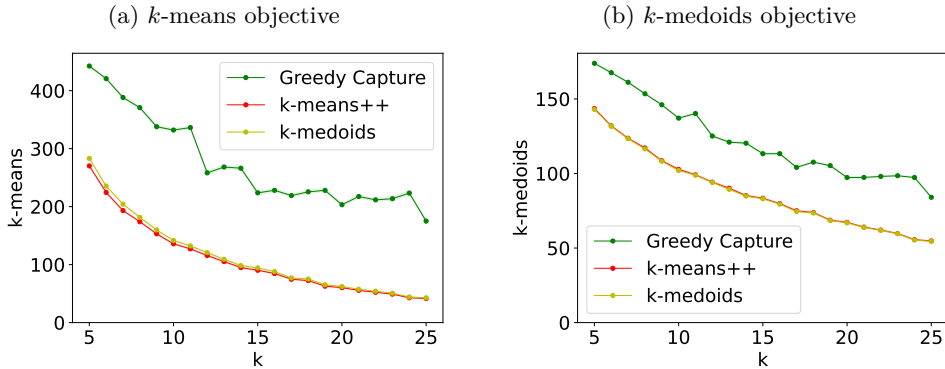 (a) k-means objective
k-means
400
300
200
100
0
Greedy Capture
k-means++
k-medoids
5 10 15 20 25
k
(b) k-medoids objective
k-medoids
150
100
50
0
Greedy Capture
k-means++
k-medoids
5 10 15 20 25
k